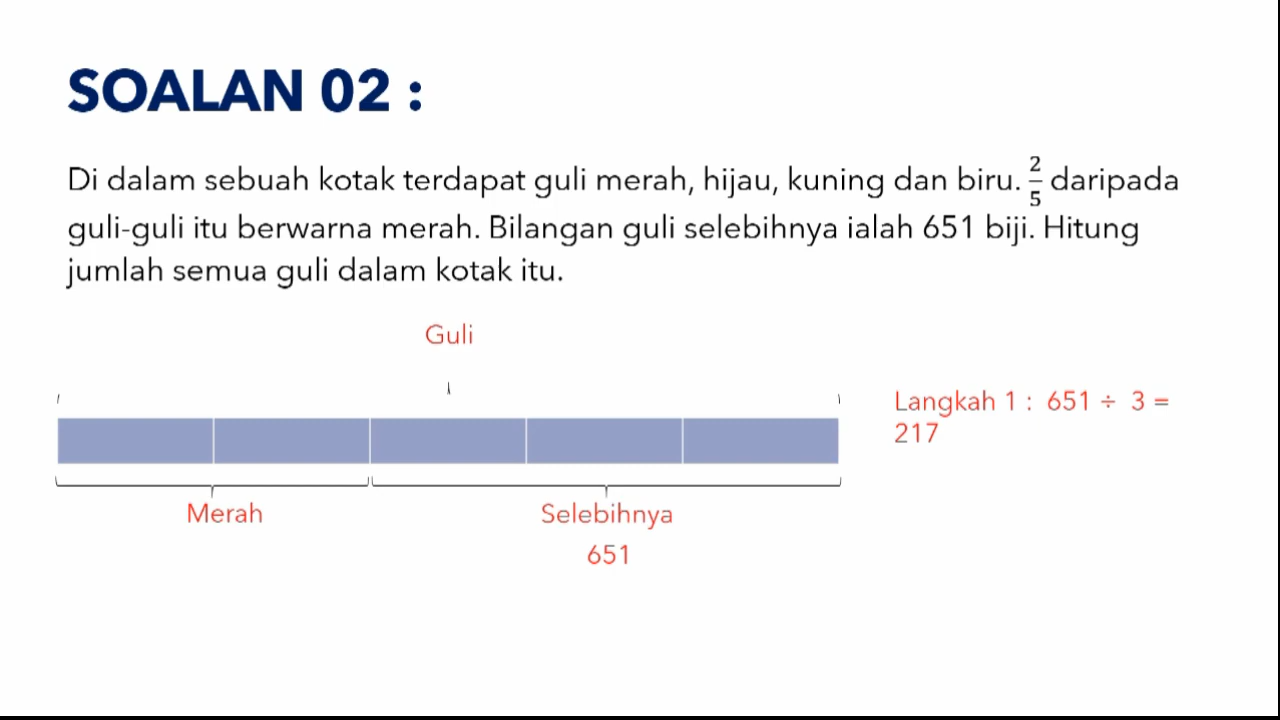 SOALAN 02 :
Di dalam sebuah kotak terdapat guli merah, hijau, kuning dan biru. 2/5 daripada
guli-guli itu berwarna merah. Bilangan guli selebihnya ialah 651 biji. Hitung
jumlah semua guli dalam kotak itu.
Guli
Langkah 1 : 651 ÷ 3 =
217
Merah
Selebihnya
651